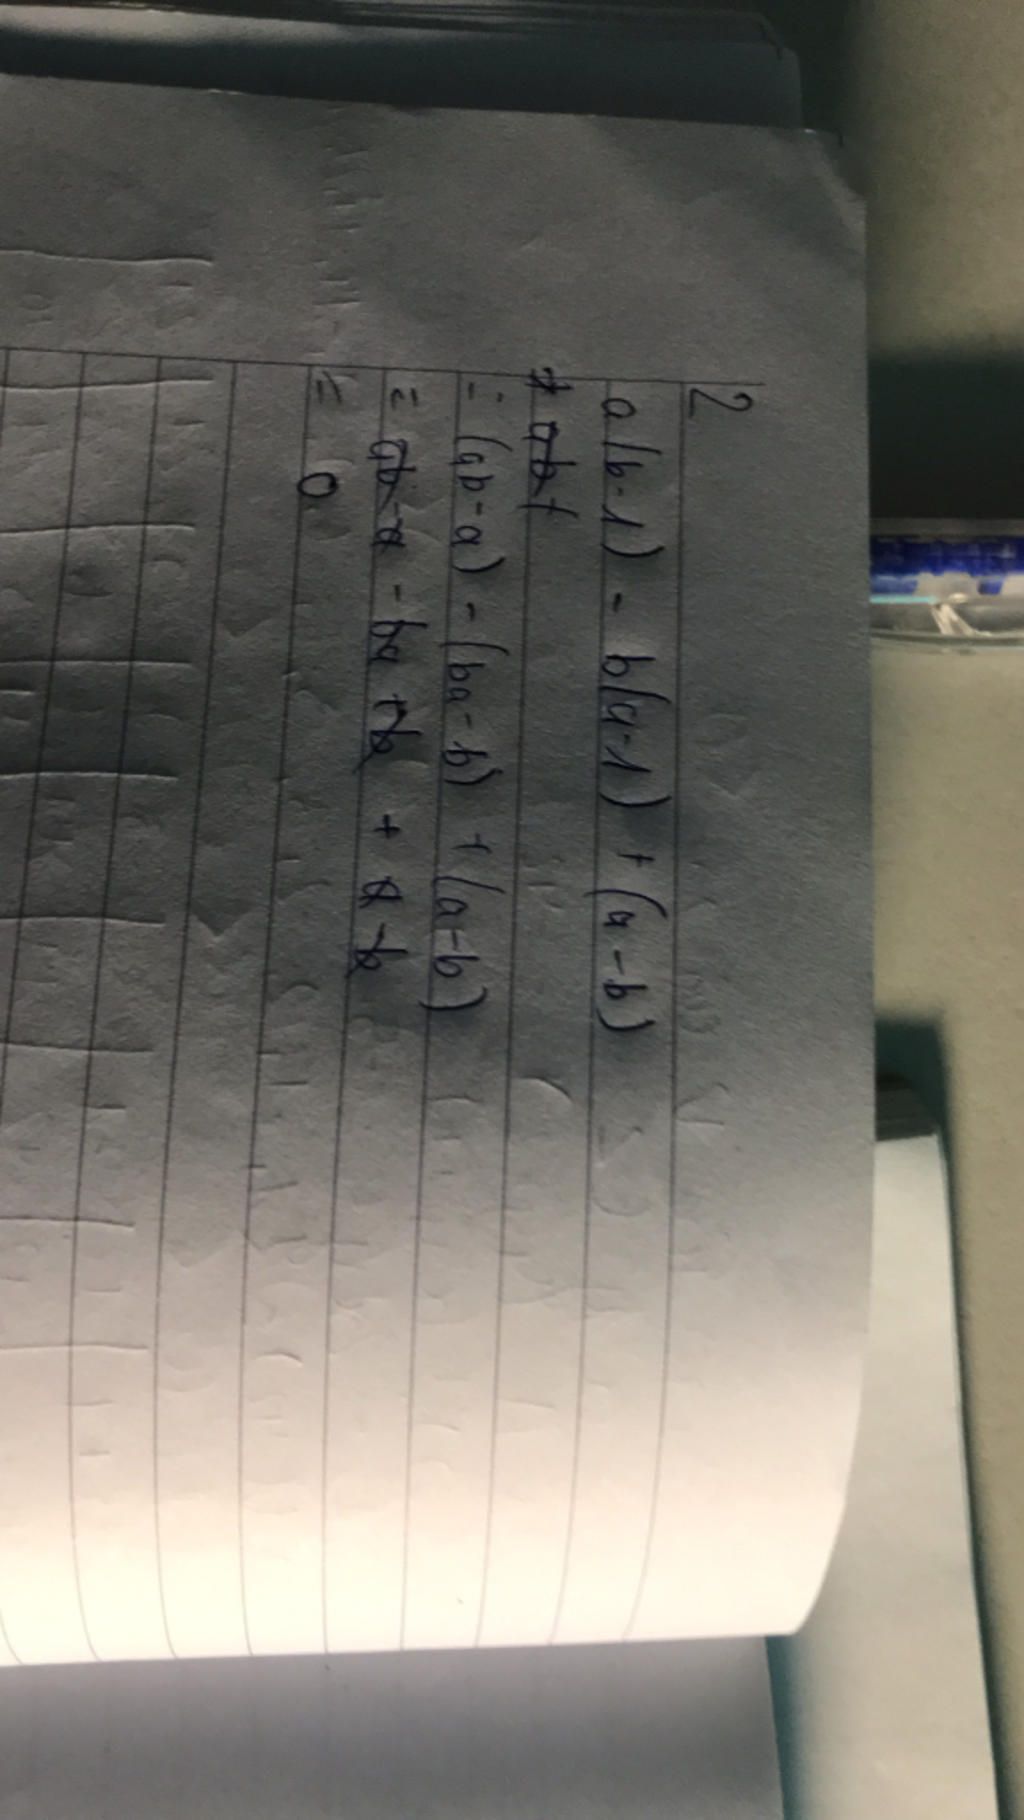 2
a(b-1) - b(a-1) + (a-b)
= (ab-a) - (ba-b) + (a-b)
= ab-a - ba+b + a-b
= 0